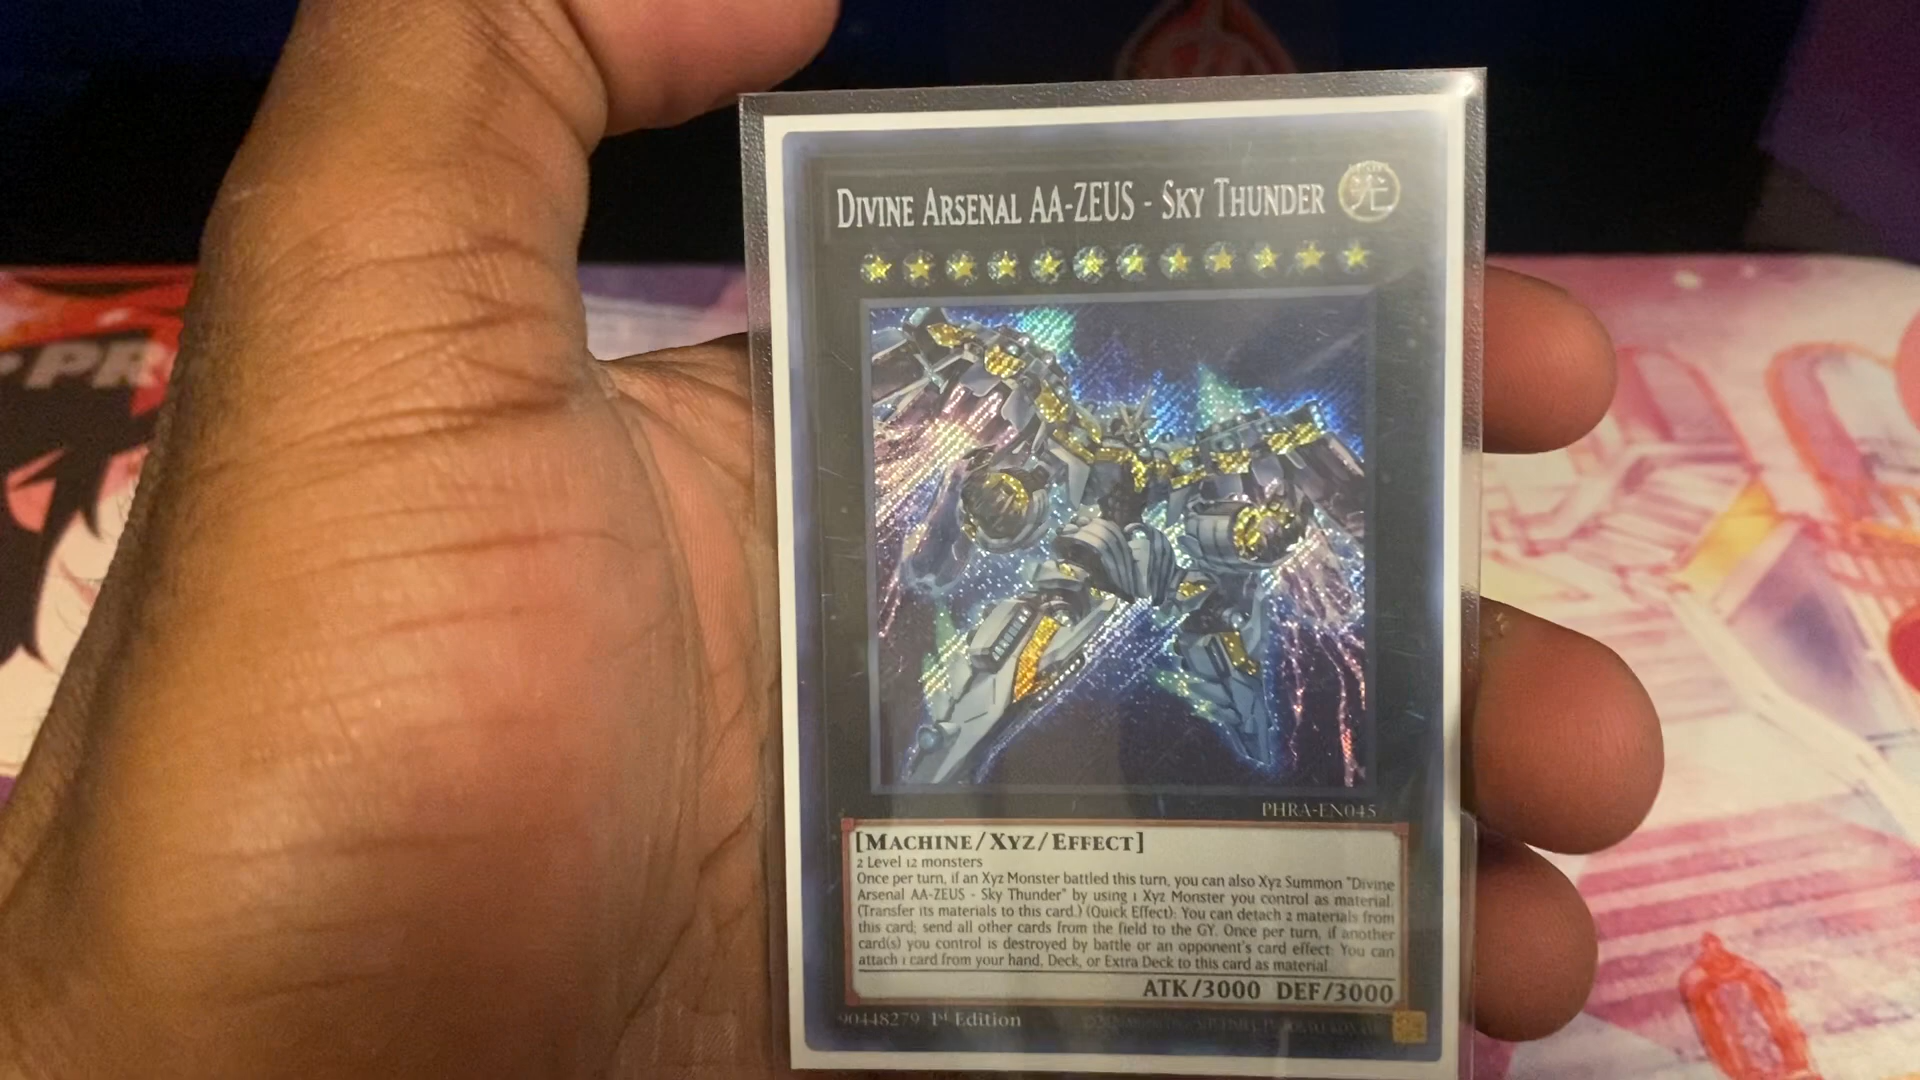 DIVINE ARSENAL AA-ZEUS - SKY THUNDER
光
PR
PHRA-EN045
[MACHINE/XYZ/EFFECT]
2 Level 12 monsters
Once per turn, if an Xyz Monster battled this turn, you can also Xyz Summon "Divine
Arsenal AA-ZEUS - Sky Thunder" by using 1 Xyz Monster you control as material.
(Transfer its materials to this card.) (Quick Effect): You can detach 2 materials from
this card; send all other cards from the field to the GY. Once per turn, if another
card(s) you control is destroyed by battle or an opponent's card effect: You can
attach 1 card from your hand, Deck, or Extra Deck to this card as material.
ATK/3000 DEF/3000
90448279 1st Edition